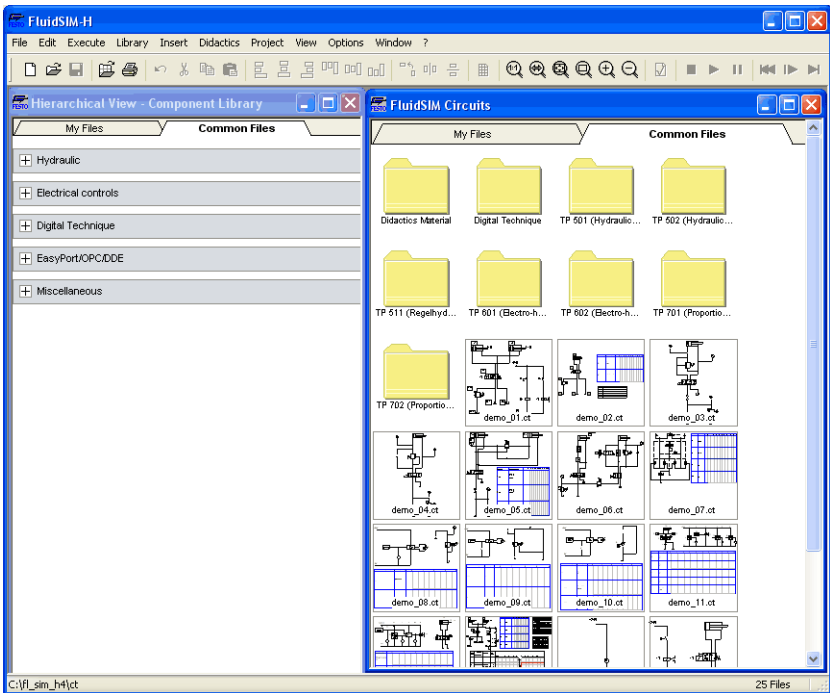 FluidSIM-H
File Edit Execute Library Insert Didactics Project View Options Window ?
Hierarchical View - Component Library
My Files Common Files
Hydraulic
Electrical controls
Digital Technique
EasyPort/OPC/DDE
Miscellaneous
FluidSIM Circuits
My Files Common Files
Didactics Material Digital Technique TP 501 (Hydraulic... TP 502 (Hydraulic...
TP 511 (Regelhyd... TP 601 (Electro-h... TP 602 (Electro-h... TP 701 (Proportio...
TP 702 (Proportio... demo_01.ct demo_02.ct demo_03.ct
demo_04.ct demo_05.ct demo_06.ct demo_07.ct
demo_08.ct demo_09.ct demo_10.ct demo_11.ct
C:\fl_sim_h4\ct 25 Files